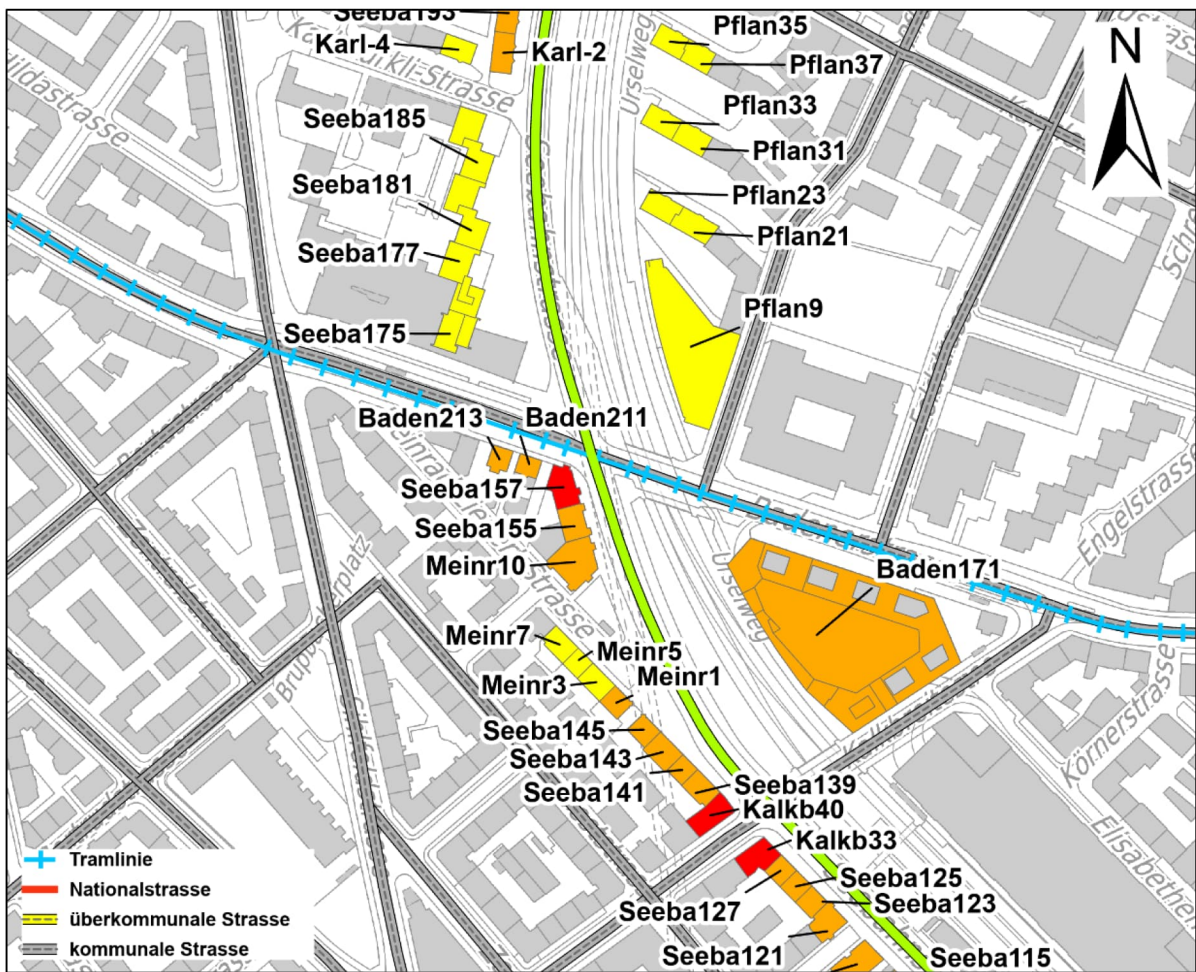 Seeba193
Karl-4
Karl-2
Pflan35
Pflan37
Urselweg
Pflan33
Seeba185
Pflan31
Seeba181
Pflan23
Seeba177
Pflan21
Pflan9
Seeba175
Baden213
Baden211
Seeba157
Engelstrasse
Seeba155
Meinr10
Baden171
Urselweg
Brupbacherplatz
Meinr7
Meinr5
Meinr3
Meinr1
Seeba145
Seeba143
Seeba141
Seeba139
Körnerstrasse
Kalkb40
Kalkb33
Seeba125
Seeba127
Seeba123
Seeba121
Seeba115
N
Tramlinie
Nationalstrasse
überkommunale Strasse
kommunale Strasse